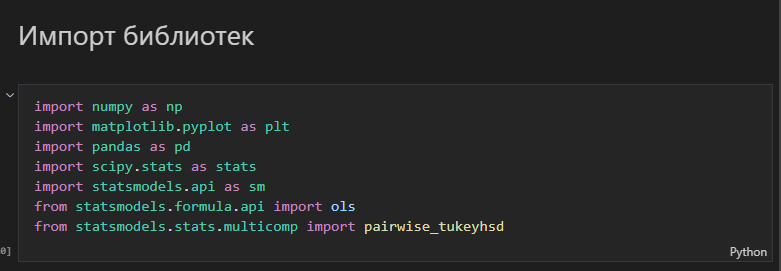 Импорт библиотек
import numpy as np
import matplotlib.pyplot as plt
import pandas as pd
import scipy.stats as stats
import statsmodels.api as sm
from statsmodels.formula.api import ols
from statsmodels.stats.multicomp import pairwise_tukeyhsd
0]
Python